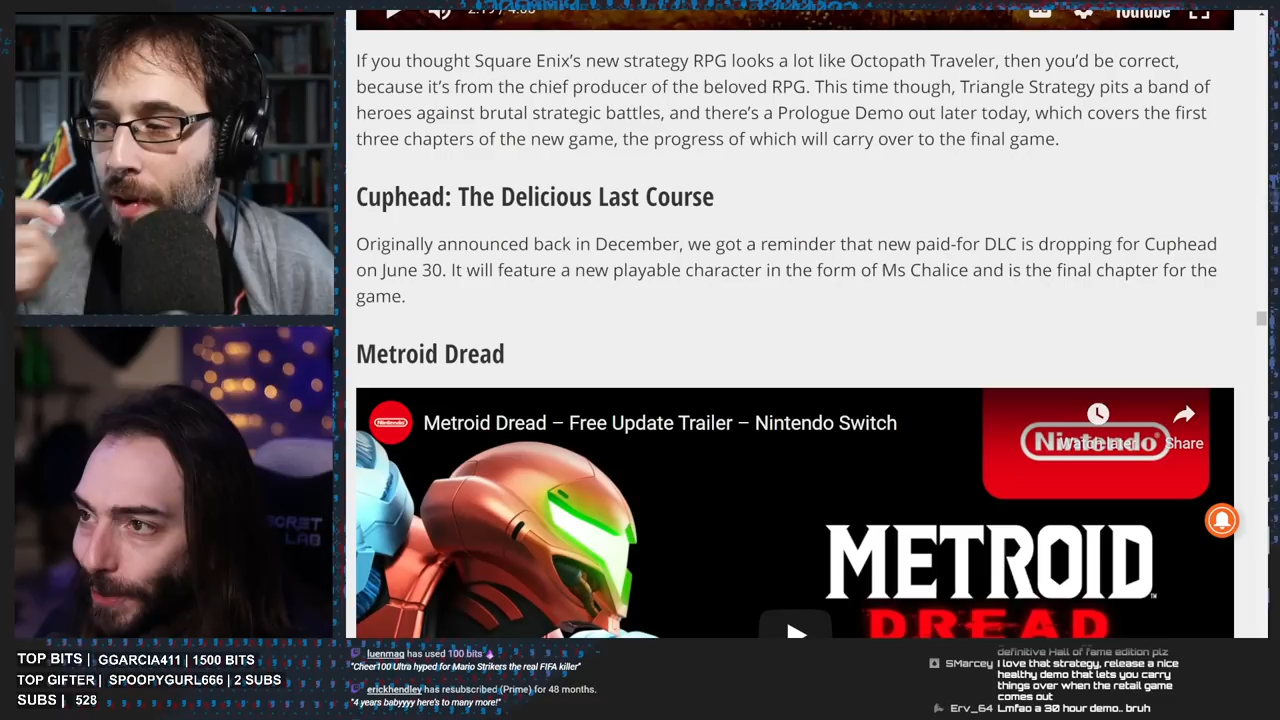 2:19 / 4:
YouTube
If you thought Square Enix's new strategy RPG looks a lot like Octopath Traveler, then you'd be correct,
because it's from the chief producer of the beloved RPG. This time though, Triangle Strategy pits a band of
heroes against brutal strategic battles, and there's a Prologue Demo out later today, which covers the first
three chapters of the new game, the progress of which will carry over to the final game.
Cuphead: The Delicious Last Course
Originally announced back in December, we got a reminder that new paid-for DLC is dropping for Cuphead
on June 30. It will feature a new playable character in the form of Ms Chalice and is the final chapter for the
game.
Metroid Dread
Nintendo
Metroid Dread – Free Update Trailer – Nintendo Switch
Nintendo
Watch later
Share
METROID
DREAD
SECRET
LAB
TOP BITS | GGARCIA411 | 1500 BITS
TOP GIFTER | SPOOPYGURL666 | 2 SUBS
SUBS | 528
luenmag has used 100 bits
"Cheer100 Ultra hyped for Mario Strikers the real FIFA killer"
erickhendley has resubscribed (Prime) for 48 months.
"4 years babyyyy here's to many more!"
definitive Hall of fame edition plz
SMarcey I love that strategy, release a nice
healthy demo that lets you carry
things over when the retail game
comes out
Erv_64 Lmfao a 30 hour demo.. bruh